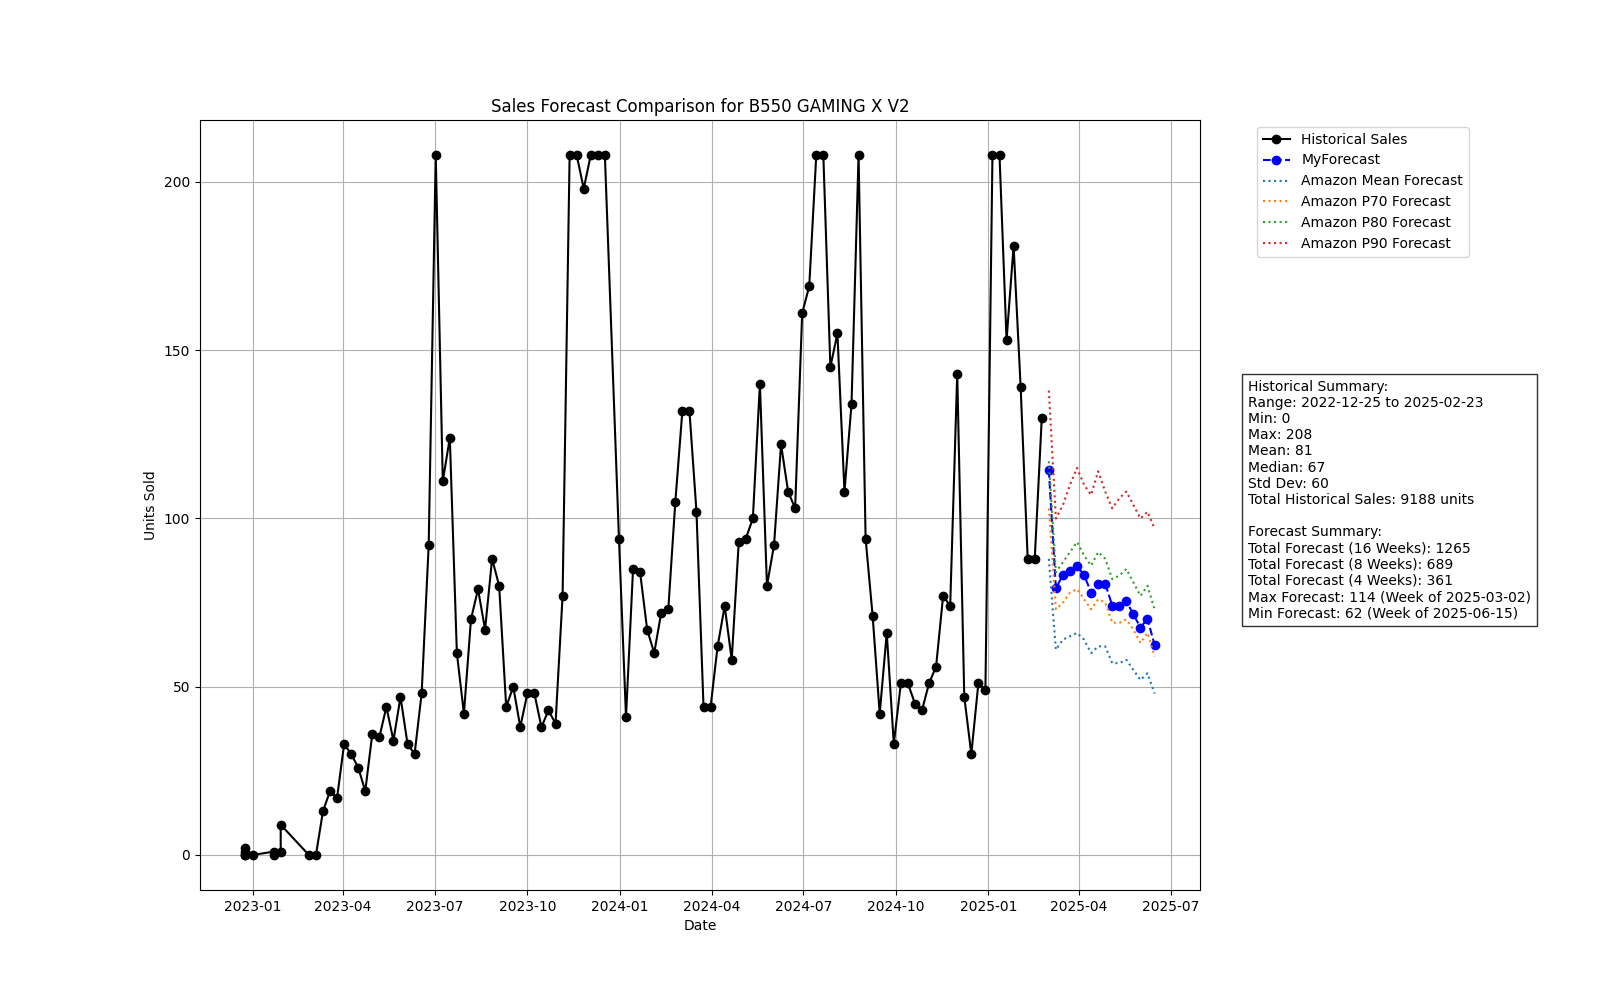 Sales Forecast Comparison for B550 GAMING X V2
Units Sold
200
150
100
50
0
2023-01
2023-04
2023-07
2023-10
2024-01
2024-04
2024-07
2024-10
2025-01
2025-04
2025-07
Date
Historical Sales
MyForecast
Amazon Mean Forecast
Amazon P70 Forecast
Amazon P80 Forecast
Amazon P90 Forecast
Historical Summary:
Range: 2022-12-25 to 2025-02-23
Min: 0
Max: 208
Mean: 81
Median: 67
Std Dev: 60
Total Historical Sales: 9188 units
Forecast Summary:
Total Forecast (16 Weeks): 1265
Total Forecast (8 Weeks): 689
Total Forecast (4 Weeks): 361
Max Forecast: 114 (Week of 2025-03-02)
Min Forecast: 62 (Week of 2025-06-15)